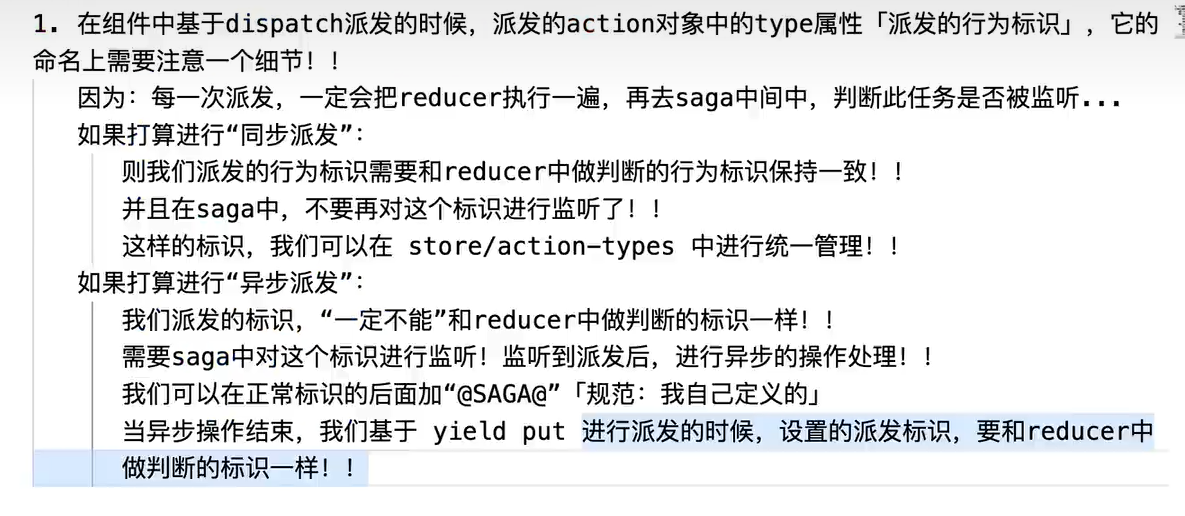 1. 在组件中基于dispatch派发的时候，派发的action对象中的type属性「派发的行为标识」，它的
命名上需要注意一个细节！！
因为：每一次派发，一定会把reducer执行一遍，再去saga中间中，判断此任务是否被监听...
如果打算进行“同步派发”：
则我们派发的行为标识需要和reducer中做判断的行为标识保持一致！！
并且在saga中，不要再对这个标识进行监听了！！
这样的标识，我们可以在 store/action-types 中进行统一管理！！
如果打算进行“异步派发”：
我们派发的标识，“一定不能”和reducer中做判断的标识一样！！
需要saga中对这个标识进行监听！监听到派发后，进行异步的操作处理！！
我们可以在正常标识的后面加“@SAGA@”「规范：我自己定义的」
当异步操作结束，我们基于 yield put 进行派发的时候，设置的派发标识，要和reducer中
做判断的标识一样！！